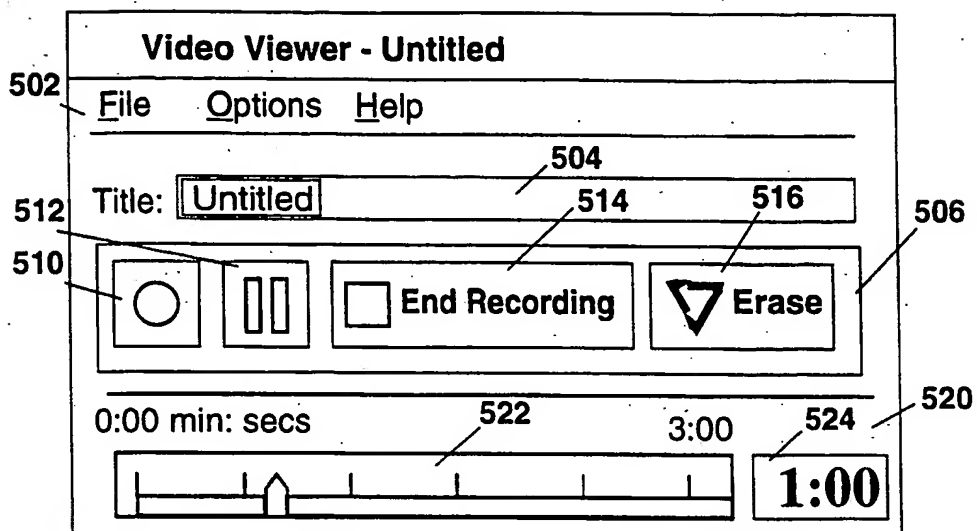 Video Viewer - Untitled
502
File Options Help
504
Title: Untitled
514 516
512 506
510
End Recording Erase
520
0:00 min: secs 522 3:00 524
1:00